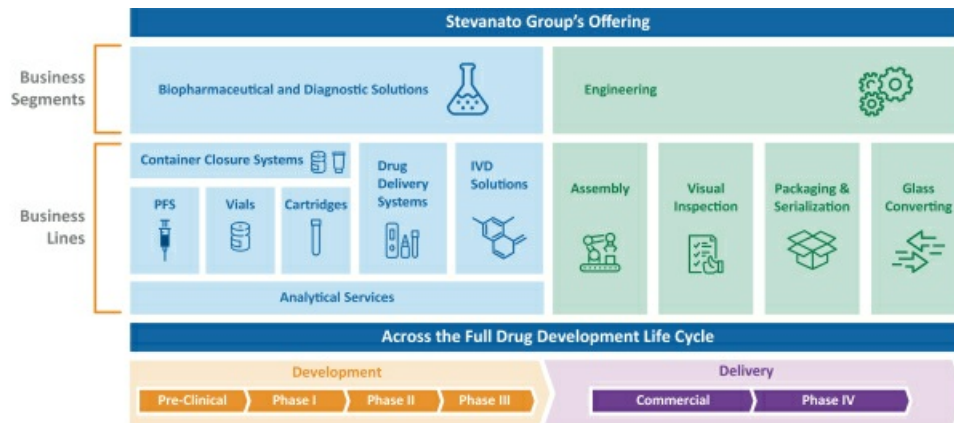 Stevanato Group's Offering
Business
Segments
Biopharmaceutical and Diagnostic Solutions
Engineering
Business
Lines
Container Closure Systems
PFS
Vials
Cartridges
Drug
Delivery
Systems
IVD
Solutions
Analytical Services
Assembly
Visual
Inspection
Packaging &
Serialization
Glass
Converting
Across the Full Drug Development Life Cycle
Development
Pre-Clinical
Phase I
Phase II
Phase III
Delivery
Commercial
Phase IV